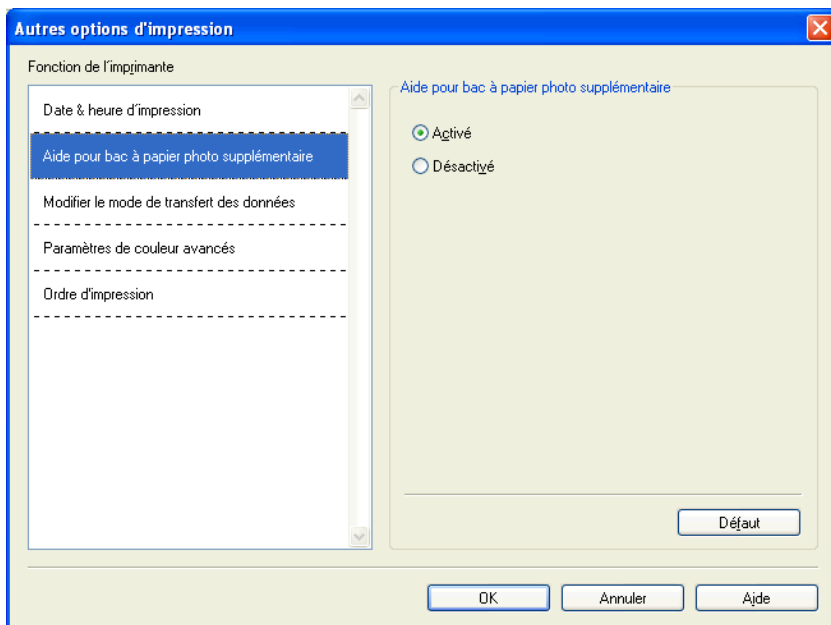 Autres options d'impression
Fonction de l'imprimante
Date & heure d'impression
Aide pour bac à papier photo supplémentaire
Modifier le mode de transfert des données
Paramètres de couleur avancés
Ordre d'impression
Aide pour bac à papier photo supplémentaire
Activé
Désactivé
Défaut
OK
Annuler
Aide